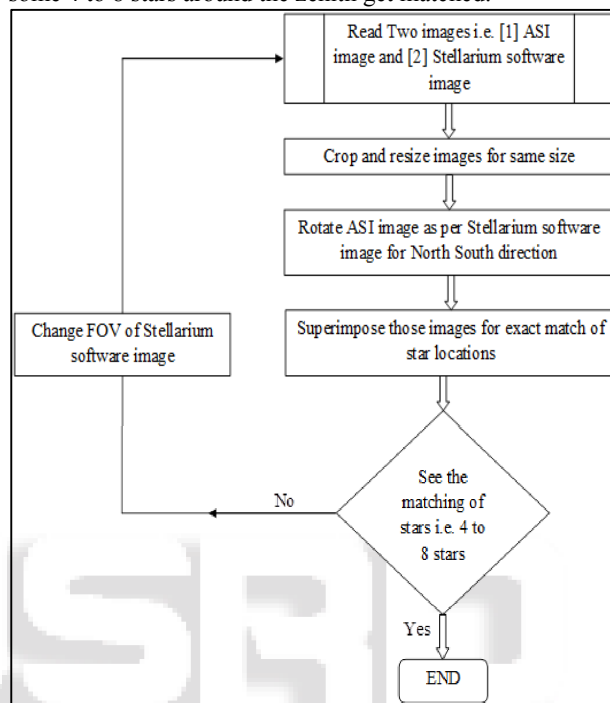 some 4 to 8 stars around the zenith get matched.
Read Two images i.e. [1] ASI
image and [2] Stellarium software
image
Crop and resize images for same size
Rotate ASI image as per Stellarium software
image for North South direction
Superimpose those images for exact match of
star locations
Change FOV of Stellarium
software image
See the
matching of
stars i.e. 4 to
8 stars
No
Yes
END